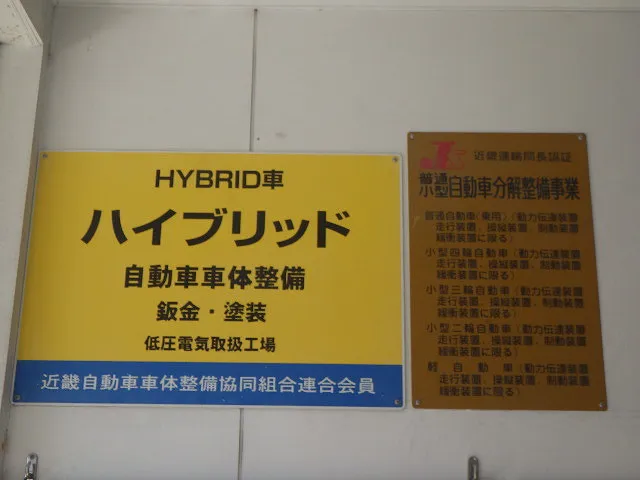 HYBRID車
ハイブリッド
自動車車体整備
鈑金・塗装
低圧電気取扱工場
近畿自動車車体整備協同組合連合会員
近畿運輸局長認証
普通
小型自動車分解整備事業
普通自動車(乗用)(動力伝達装置
走行装置、操縦装置、制動装置
緩衝装置に限る)
小型四輪自動車(動力伝達装置
走行装置、操縦装置、制動装置
緩衝装置に限る)
小型三輪自動車(動力伝達装置
走行装置、操縦装置、制動装置
緩衝装置に限る)
小型二輪自動車(動力伝達装置
走行装置、操縦装置、制動装置
緩衝装置に限る)
軽自動車(動力伝達装置
走行装置、操縦装置、制動装置
緩衝装置に限る)